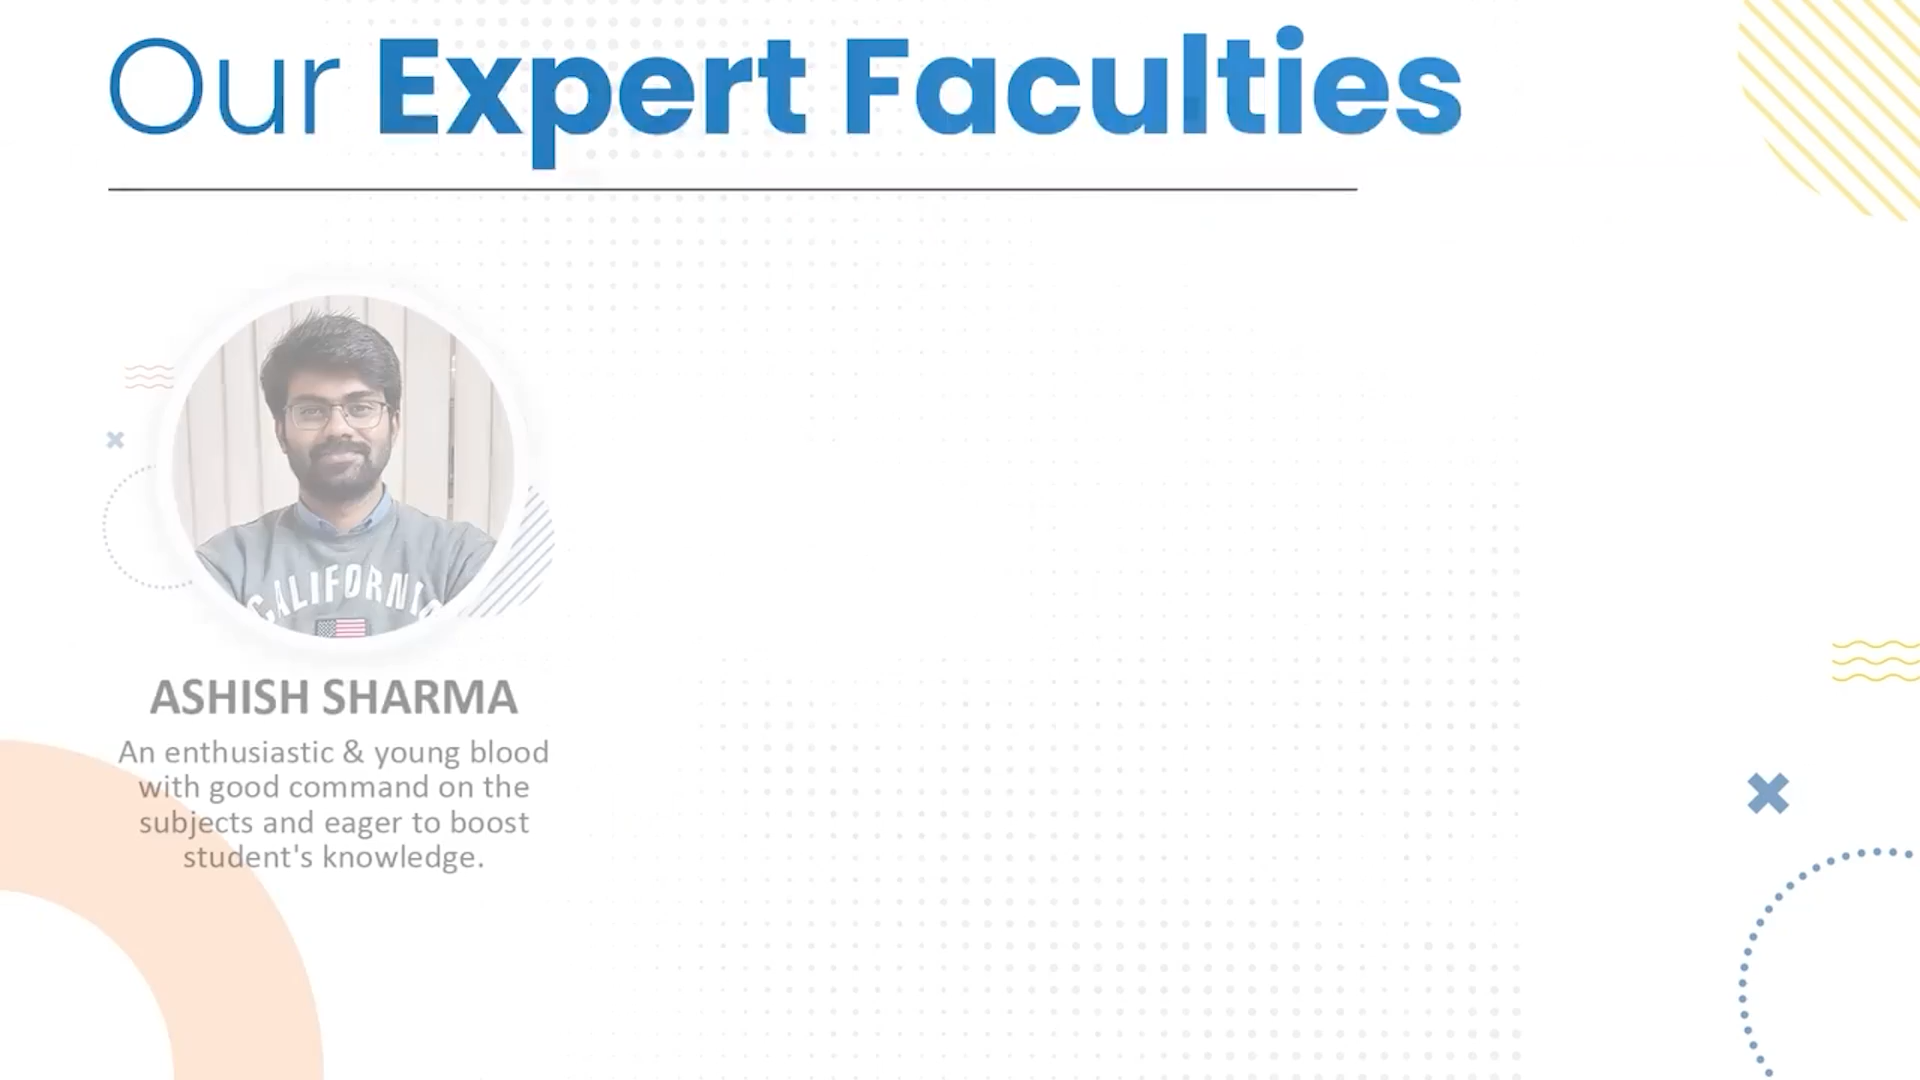 Our Expert Faculties
CALIFORNIA
ASHISH SHARMA
An enthusiastic & young blood
with good command on the
subjects and eager to boost
student's knowledge.